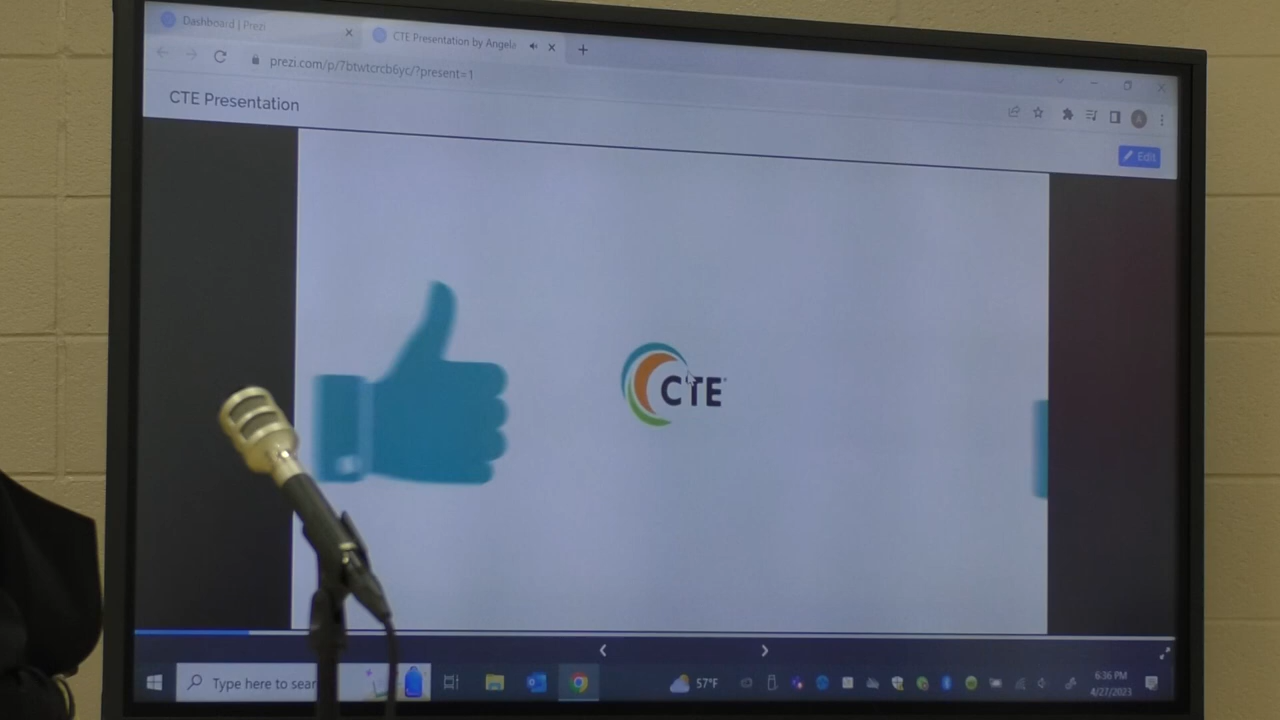 Dashboard | Prezi
CTE Presentation by Angela
prezi.com/p/7btwtcrcb6yc/?present=1
CTE Presentation
A
Edit
CTE
Type here to sear
57°F
6:36 PM
4/27/2023